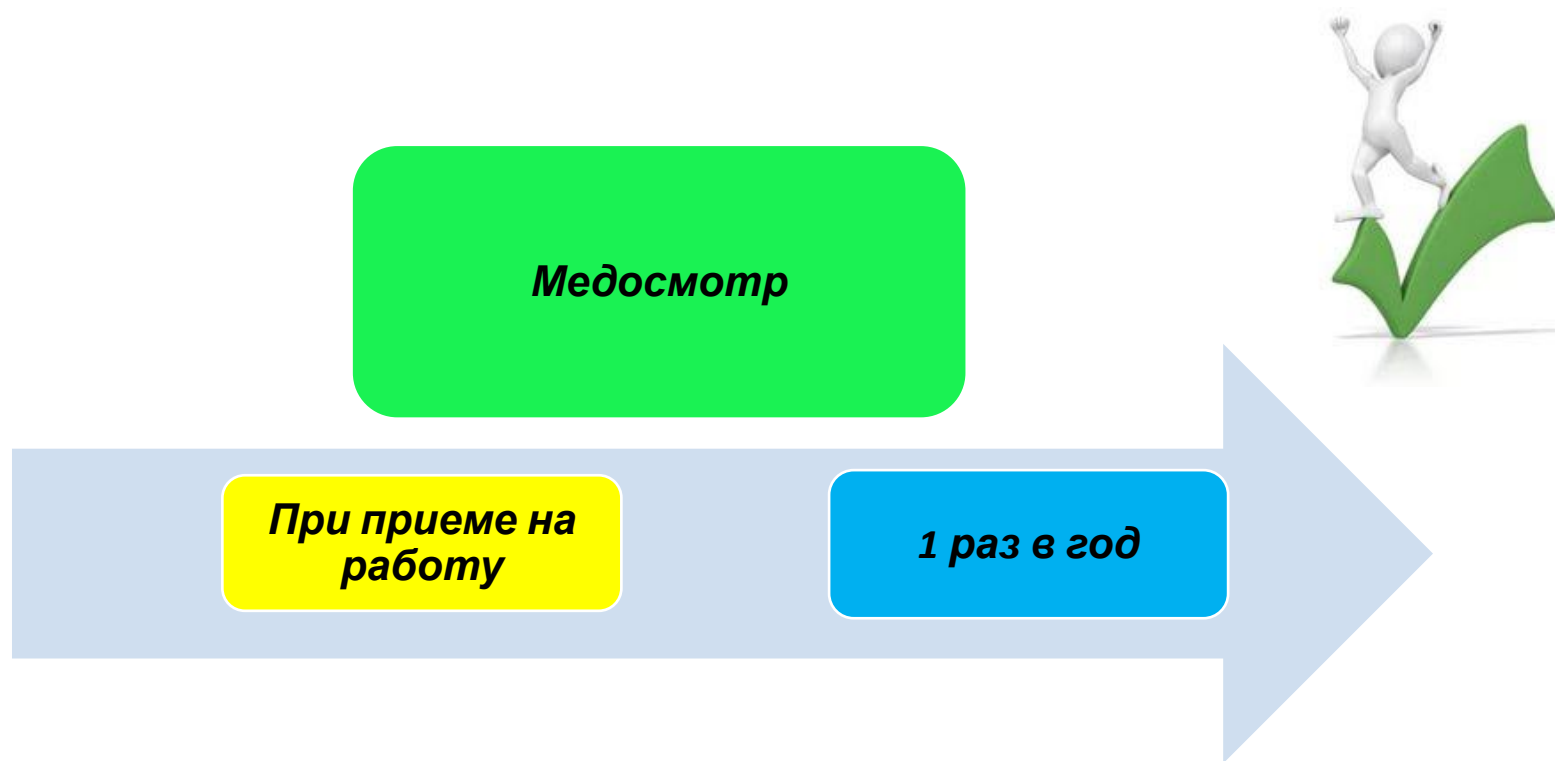 Медосмотр
При приеме на
работу
1 раз в год